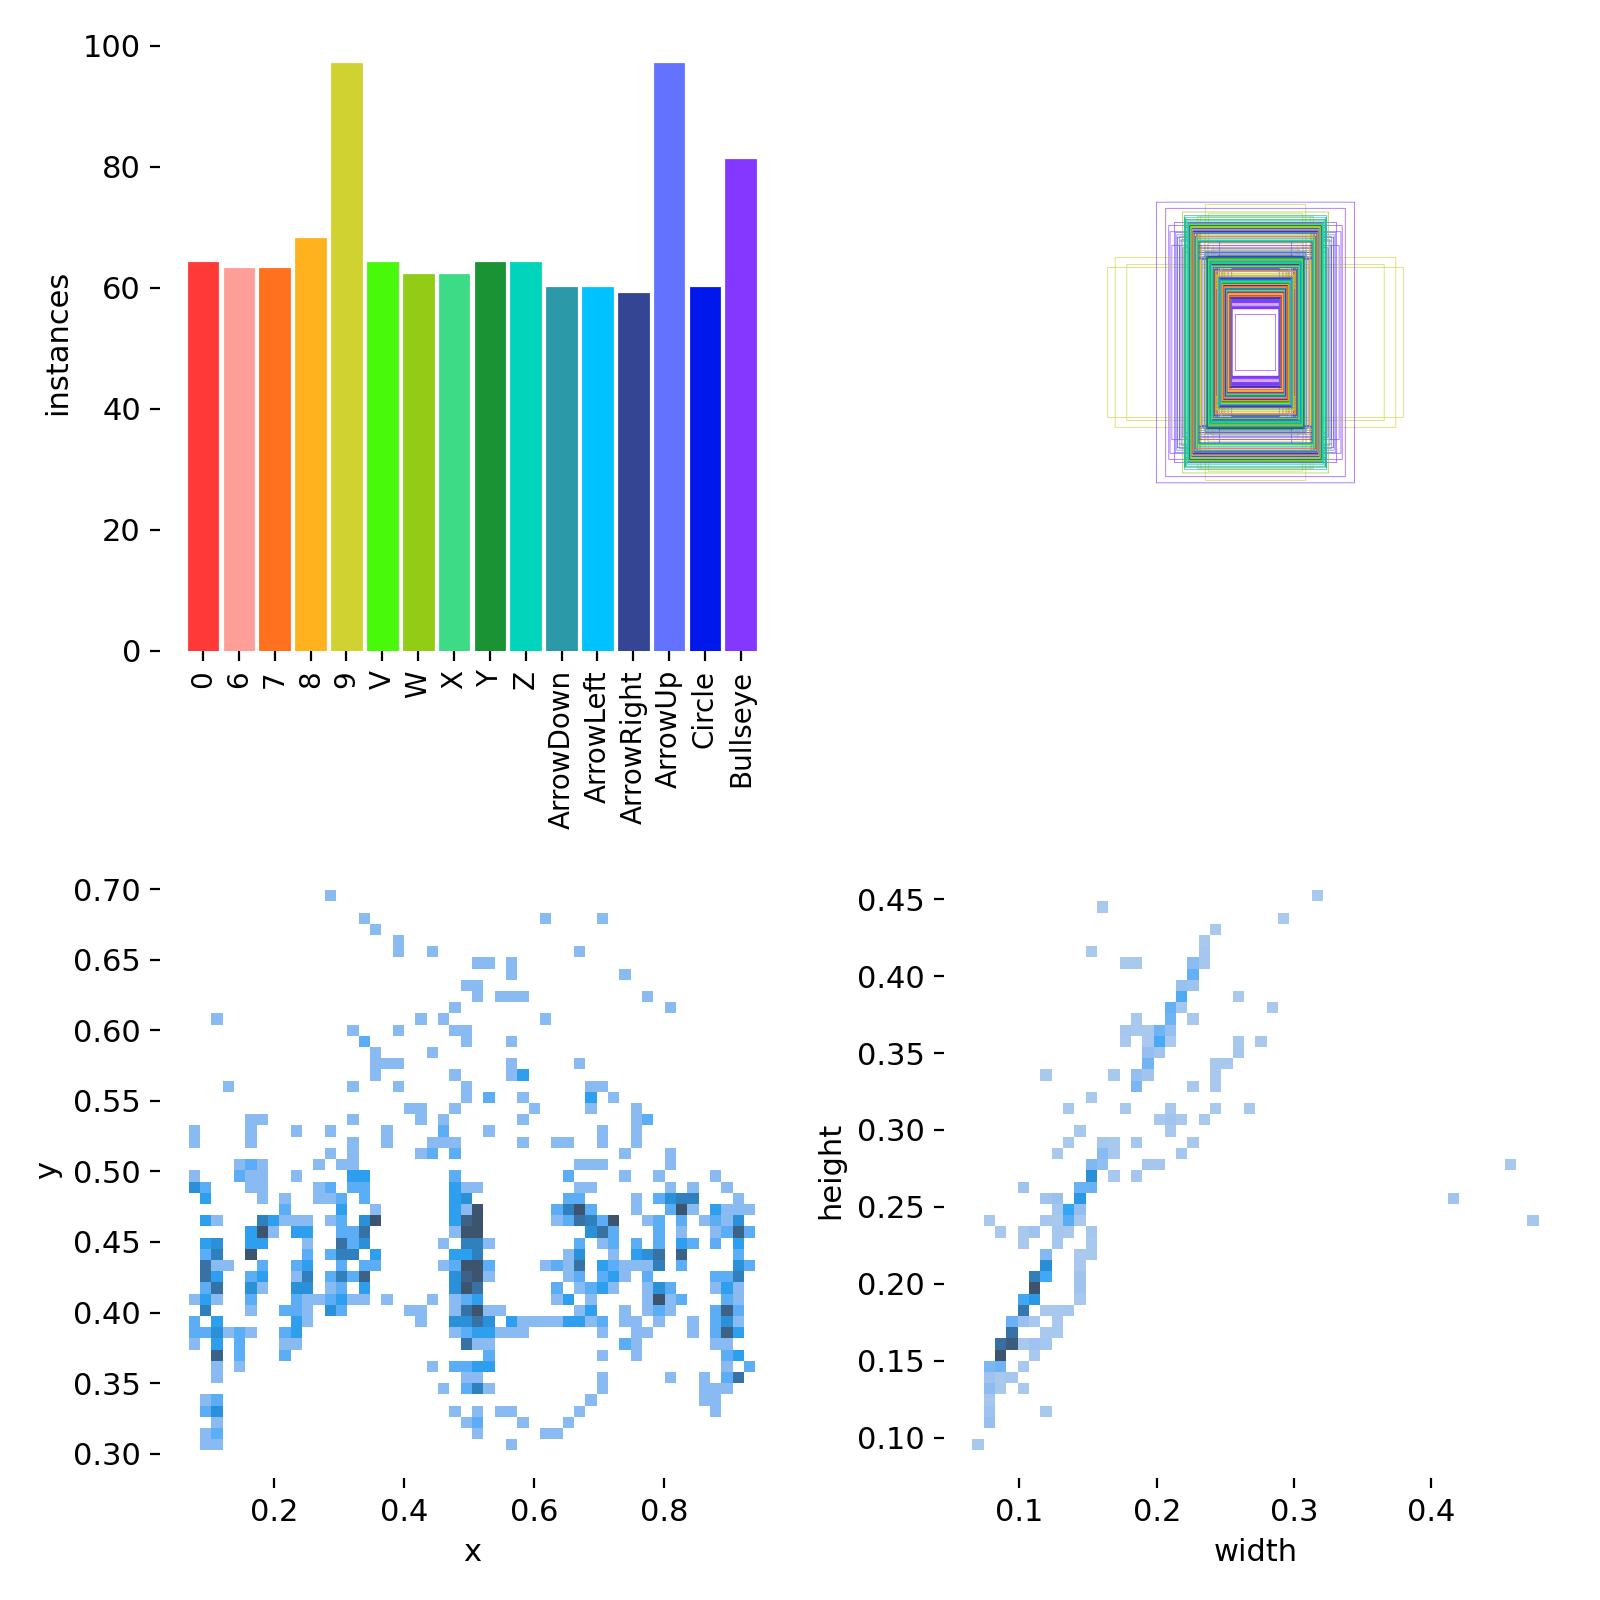 100
80
60
40
20
0
instances
0 6 7 8 9 V W X Y Z ArrowDown ArrowLeft ArrowRight ArrowUp Circle Bullseye
0.70
0.65
0.60
0.55
0.50
0.45
0.40
0.35
0.30
y
0.2 0.4 0.6 0.8
x
0.45
0.40
0.35
0.30
0.25
0.20
0.15
0.10
height
0.1 0.2 0.3 0.4
width